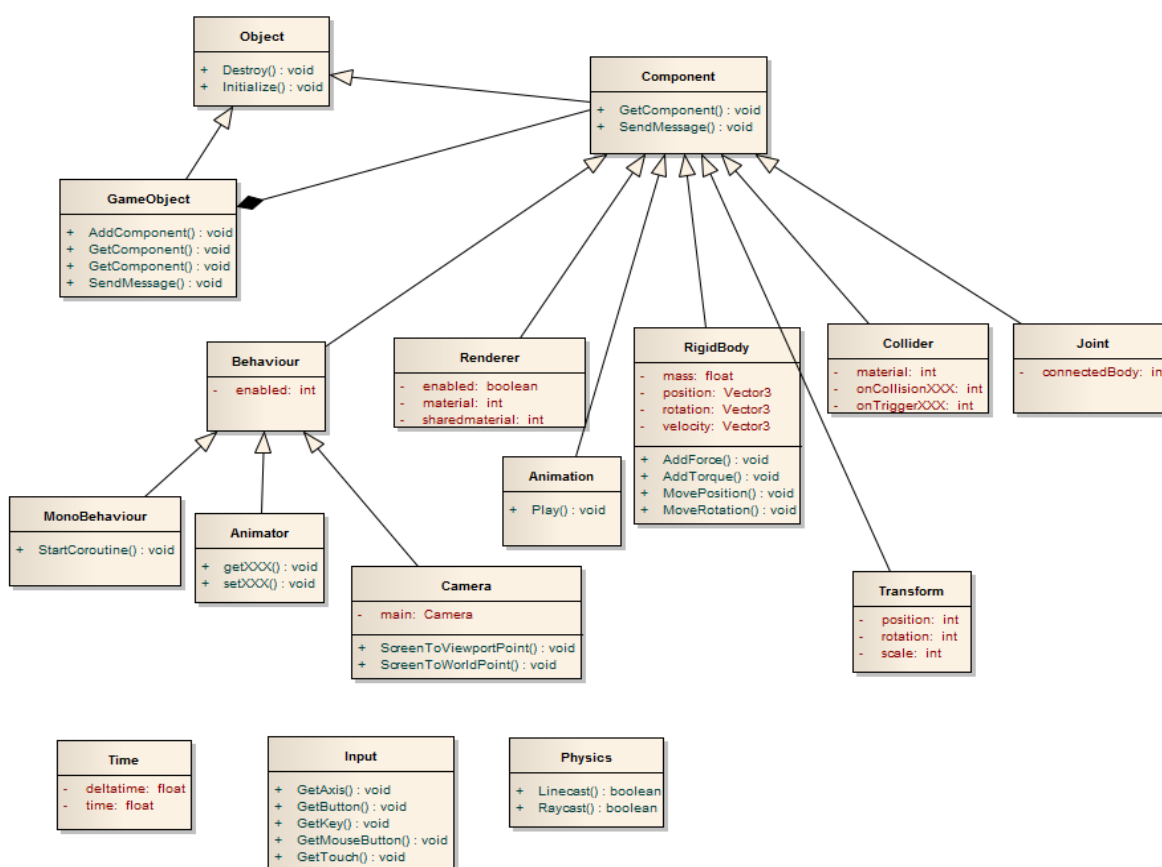 Object
+ Destroy() : void
+ Initialize() : void
Component
+ GetComponent() : void
+ SendMessage() : void
GameObject
+ AddComponent() : void
+ GetComponent() : void
+ GetComponent() : void
+ SendMessage() : void
Behaviour
- enabled: int
Renderer
- enabled: boolean
- material: int
- sharedmaterial: int
RigidBody
- mass: float
- position: Vector3
- rotation: Vector3
- velocity: Vector3
+ AddForce() : void
+ AddTorque() : void
+ MovePosition() : void
+ MoveRotation() : void
Collider
- material: int
- onCollisionXXX: int
- onTriggerXXX: int
Joint
- connectedBody: in
Animation
+ Play() : void
MonoBehaviour
+ StartCoroutine() : void
Animator
+ getXXX() : void
+ setXXX() : void
Camera
- main: Camera
+ ScreenToViewportPoint() : void
+ ScreenToWorldPoint() : void
Transform
- position: int
- rotation: int
- scale: int
Time
- deltatime: float
- time: float
Input
+ GetAxis() : void
+ GetButton() : void
+ GetKey() : void
+ GetMouseButton() : void
+ GetTouch() : void
Physics
+ Linecast() : boolean
+ Raycast() : boolean